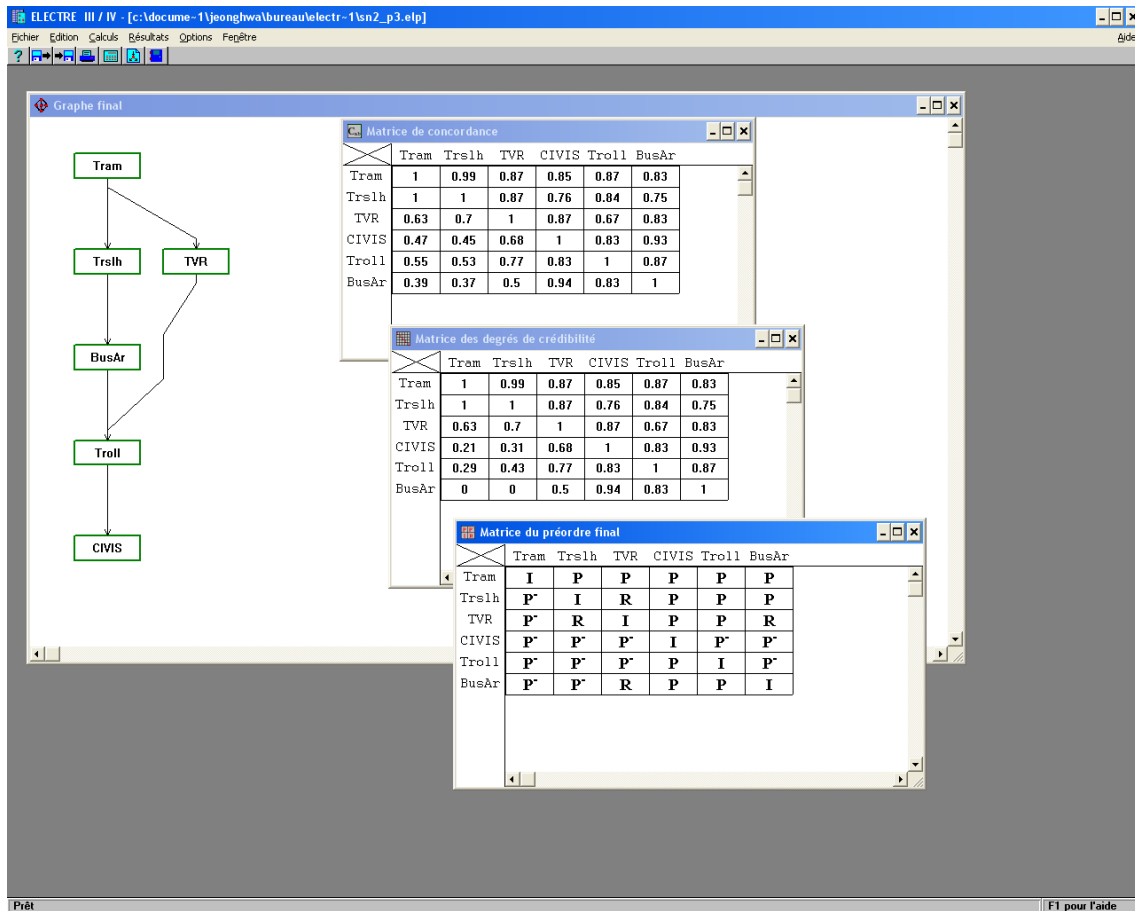 ELECTRE III / IV - [c:\docume~1\jeonghwa\bureau\electr~1\sn2_p3.elp]
Fichier Edition Calculs Résultats Options Fenêtre Aide
?
Graphe final
Tram
Trslh TVR
BusAr
Troll
CIVIS
Matrice de concordance
Tram Trslh TVR CIVIS Troll BusAr
Tram 1 0.99 0.87 0.85 0.87 0.83
Trslh 1 1 0.87 0.76 0.84 0.75
TVR 0.63 0.7 1 0.87 0.67 0.83
CIVIS 0.47 0.45 0.68 1 0.83 0.93
Troll 0.55 0.53 0.77 0.83 1 0.87
BusAr 0.39 0.37 0.5 0.94 0.83 1
Matrice des degrés de crédibilité
Tram Trslh TVR CIVIS Troll BusAr
Tram 1 0.99 0.87 0.85 0.87 0.83
Trslh 1 1 0.87 0.76 0.84 0.75
TVR 0.63 0.7 1 0.87 0.67 0.83
CIVIS 0.21 0.31 0.68 1 0.83 0.93
Troll 0.29 0.43 0.77 0.83 1 0.87
BusAr 0 0 0.5 0.94 0.83 1
Matrice du préordre final
Tram Trslh TVR CIVIS Troll BusAr
Tram I P P P P P
Trslh P⁻ I R P P P
TVR P⁻ R I P P R
CIVIS P⁻ P⁻ P⁻ I P⁻ P⁻
Troll P⁻ P⁻ P⁻ P I P⁻
BusAr P⁻ P⁻ R P P I
Prêt F1 pour l'aide